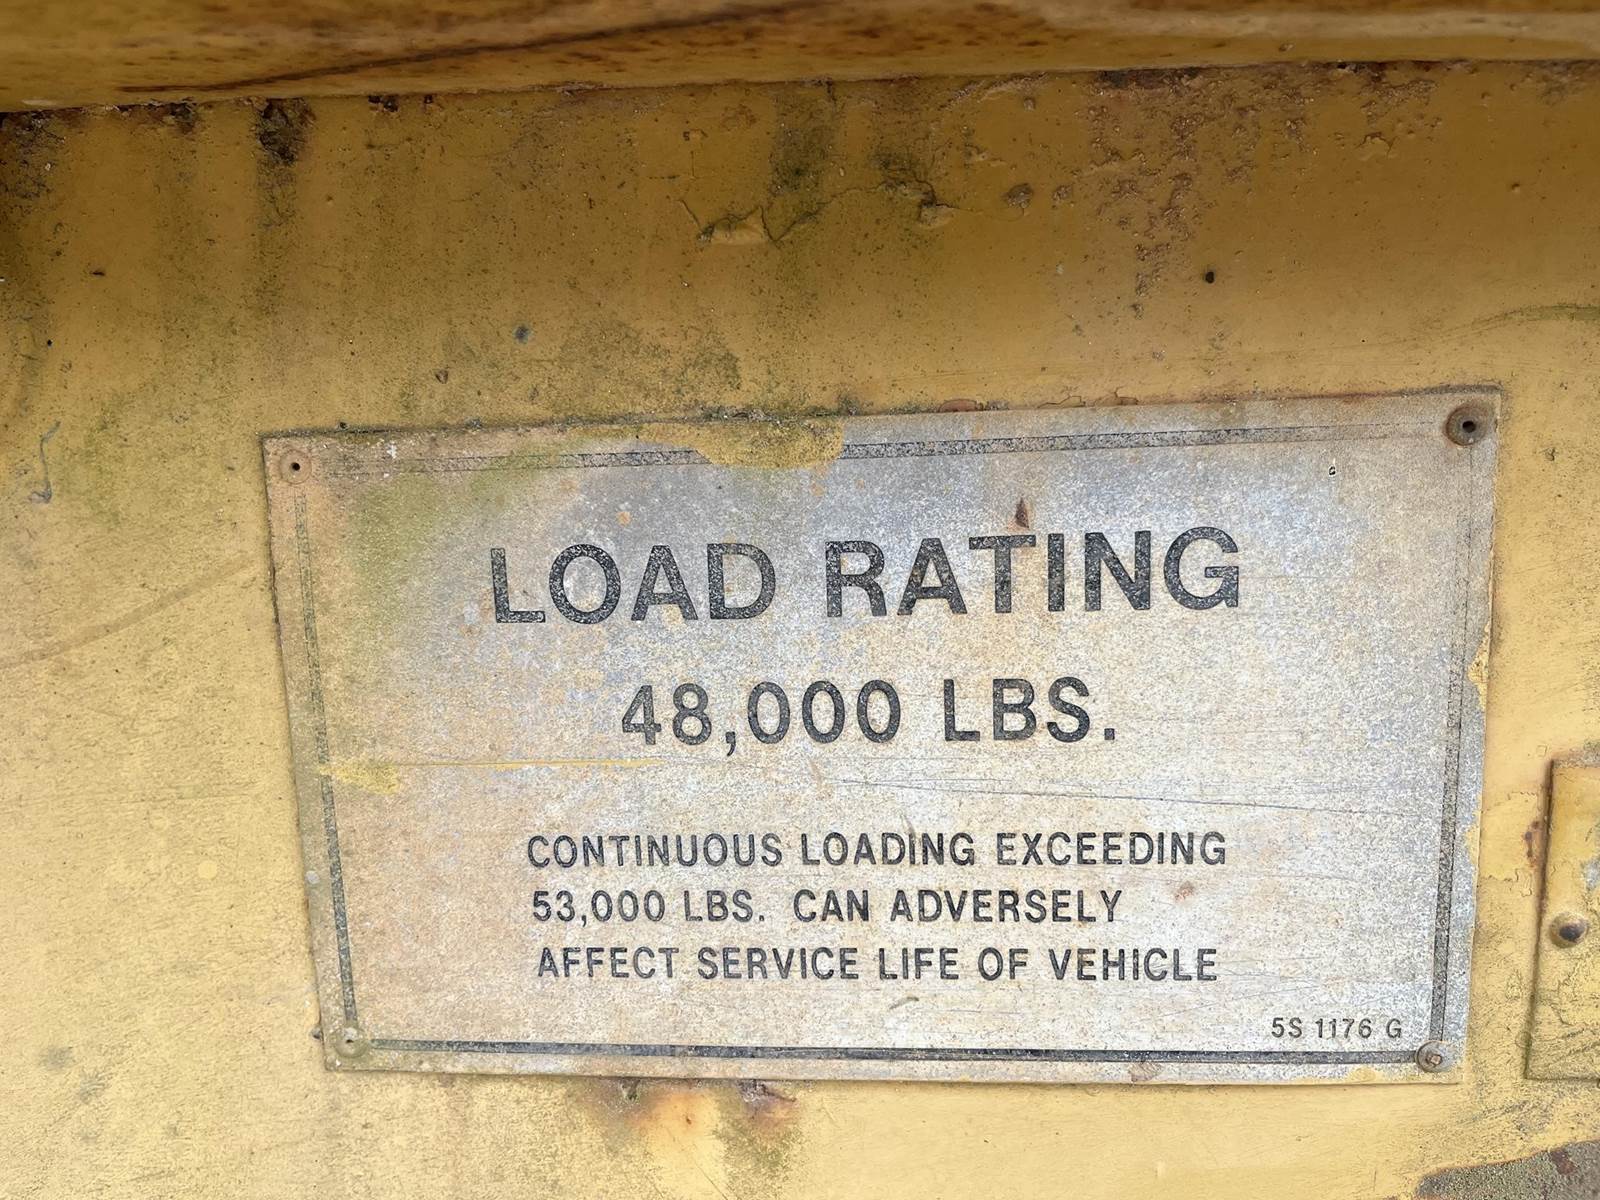 LOAD RATING
48,000 LBS.
CONTINUOUS LOADING EXCEEDING
53,000 LBS. CAN ADVERSELY
AFFECT SERVICE LIFE OF VEHICLE
5S 1176 G